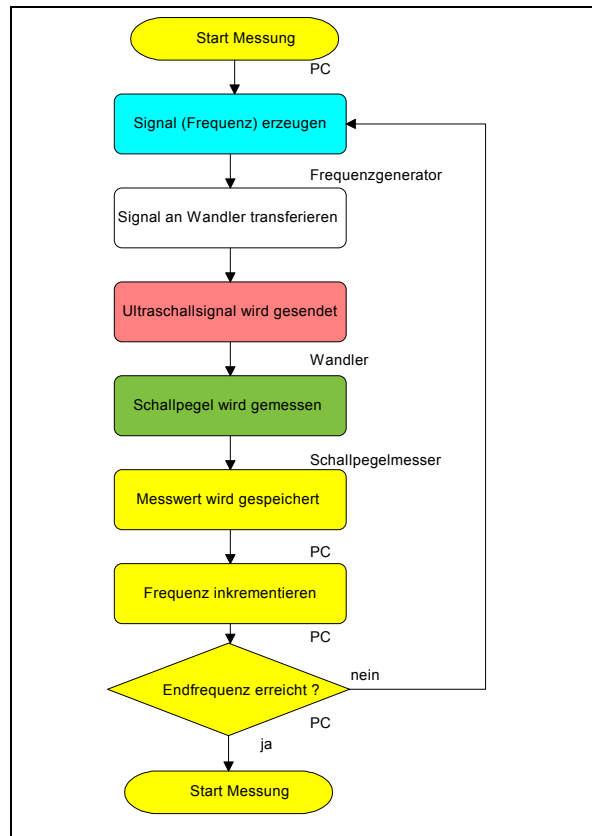 Start Messung
PC
Signal (Frequenz) erzeugen
Frequenzgenerator
Signal an Wandler transferieren
Ultraschallsignal wird gesendet
Wandler
Schallpegel wird gemessen
Schallpegelmesser
Messwert wird gespeichert
PC
Frequenz inkrementieren
PC
Endfrequenz erreicht ?
nein
PC
ja
Start Messung